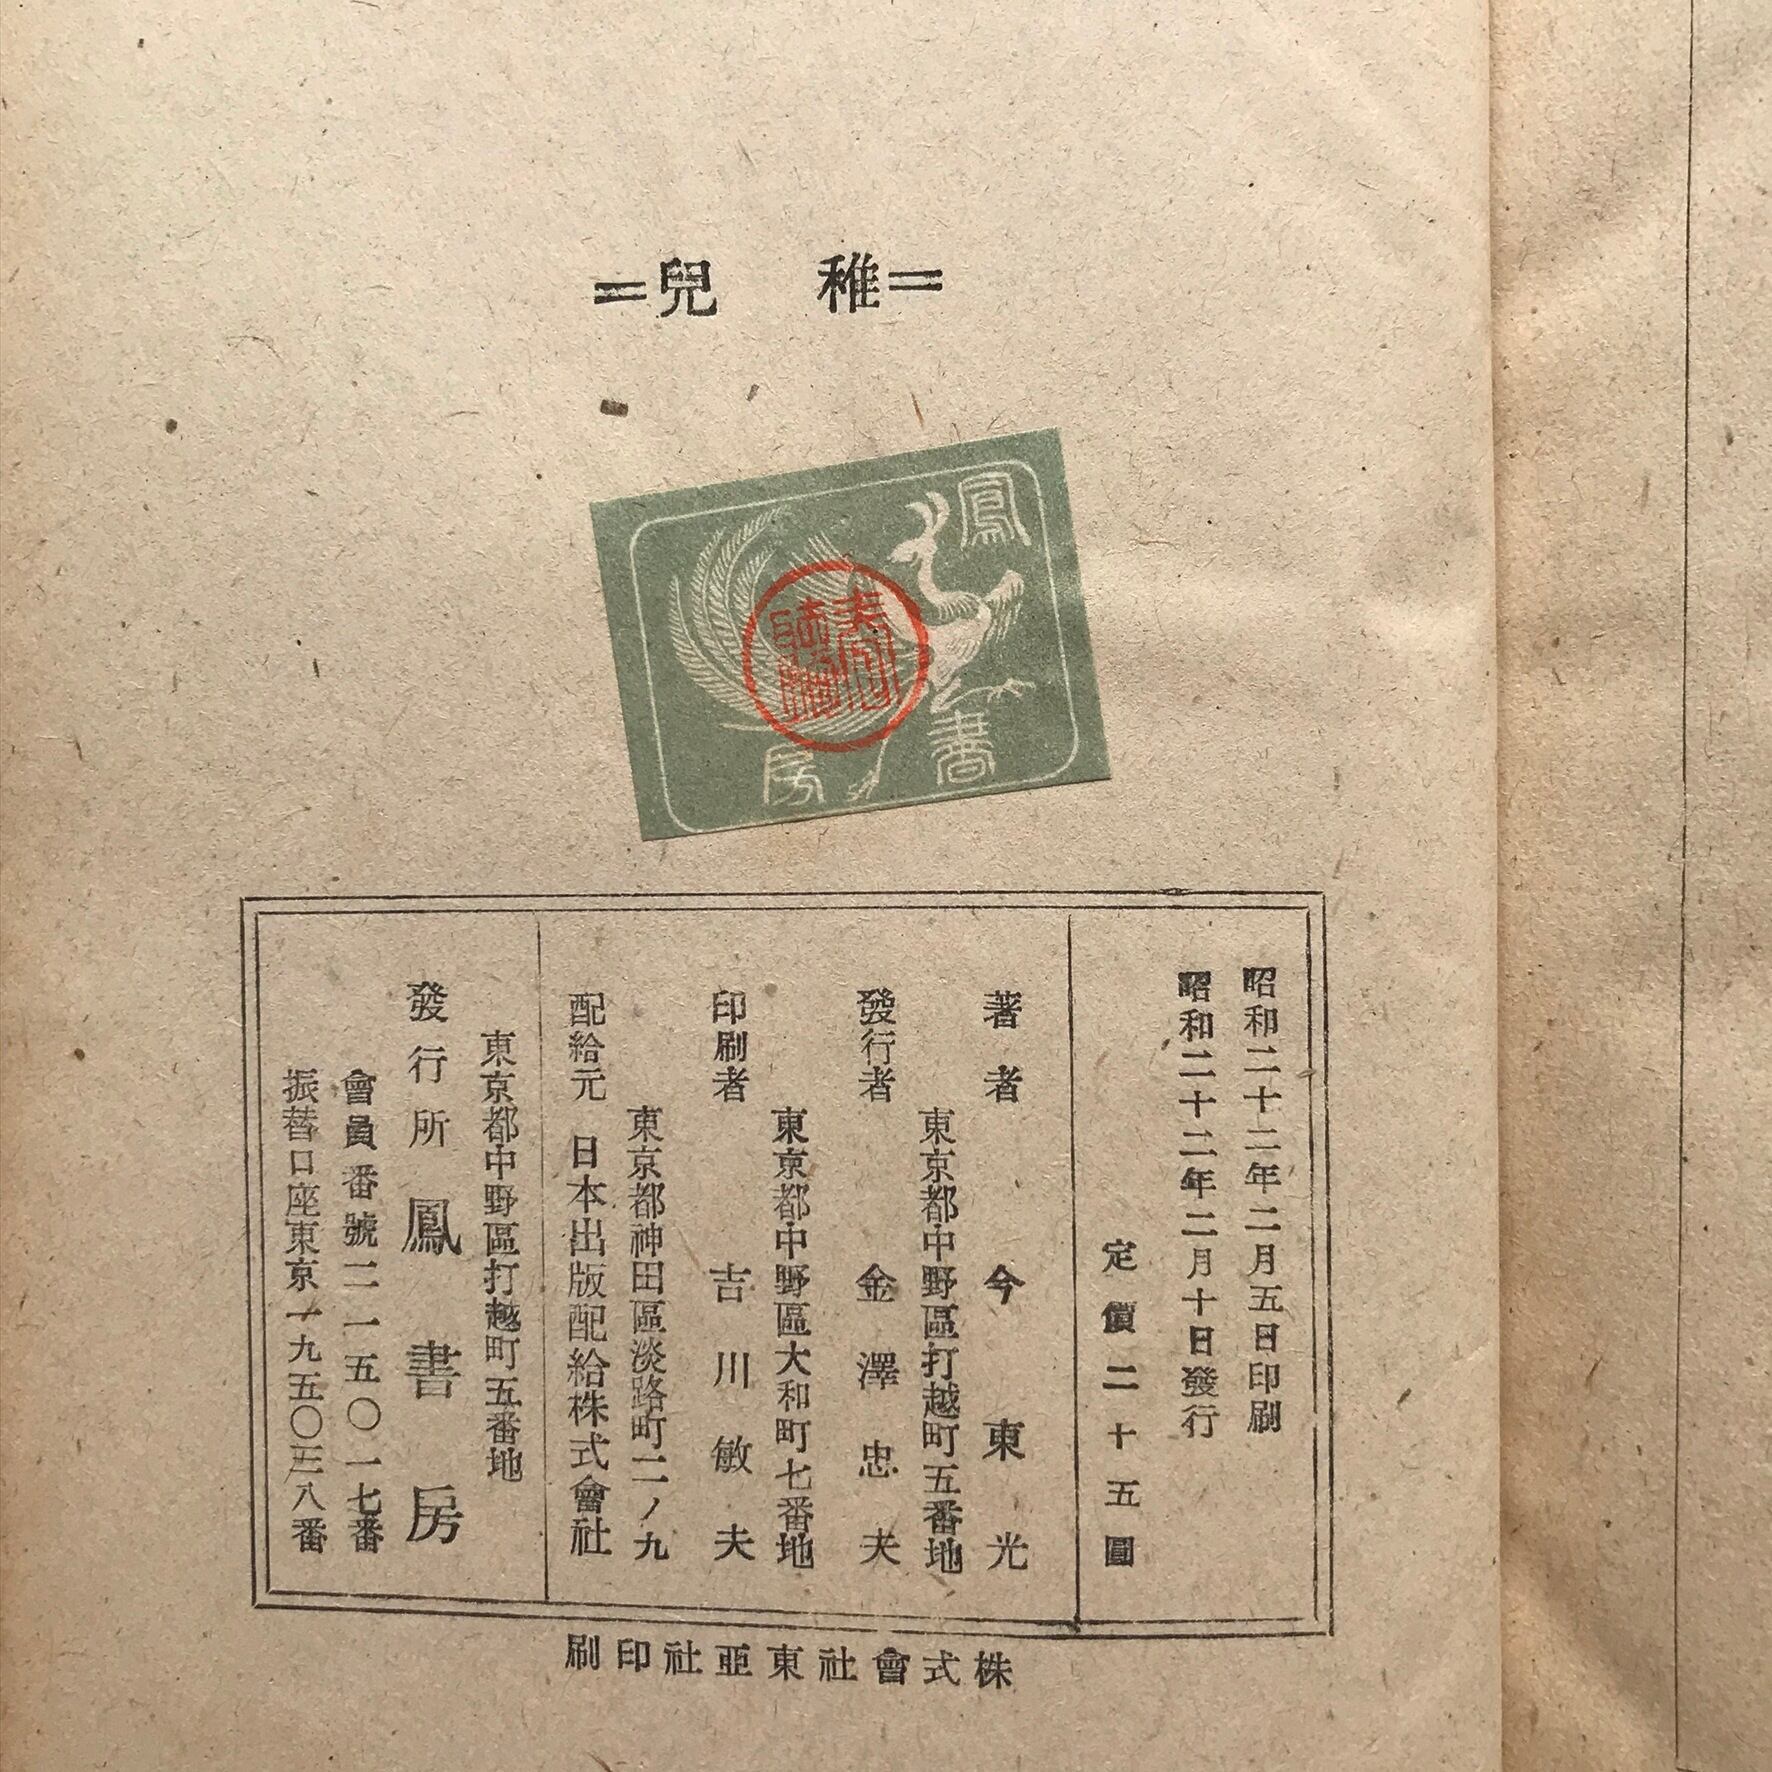 ＝稚　兒＝
鳳
書
房
昭和二十二年二月五日印刷
昭和二十二年二月十日發行
定價二十五圓
著者　今東光
東京都中野區打越町五番地
發行者　金澤忠夫
東京都中野區大和町七番地
印刷者　吉川敏夫
東京都神田區淡路町二ノ九
配給元　日本出版配給株式會社
東京都中野區打越町五番地
發行所　鳳書房
會員番號二一五〇一七番
振替口座東京一九五〇三八番
株式會社東亞社印刷